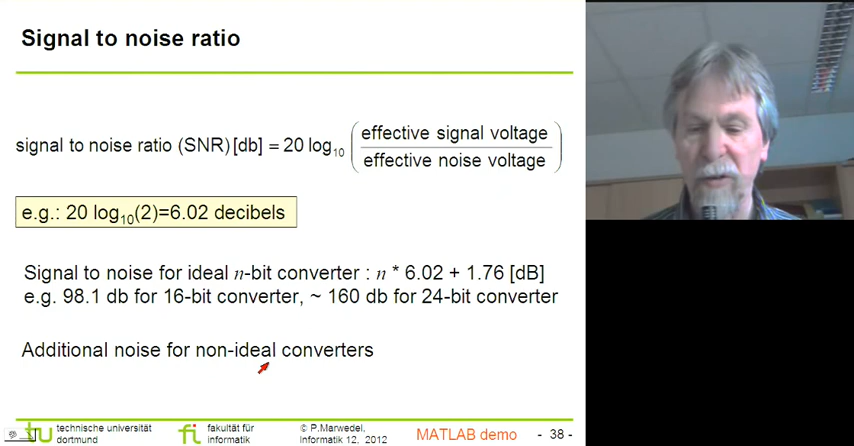 Signal to noise ratio
signal to noise ratio (SNR) [db] = 20 log10 (effective signal voltage / effective noise voltage)
e.g.: 20 log10(2)=6.02 decibels
Signal to noise for ideal n-bit converter : n * 6.02 + 1.76 [dB]
e.g. 98.1 db for 16-bit converter, ~ 160 db for 24-bit converter
Additional noise for non-ideal converters
tu technische universität
dortmund
fi fakultät für
informatik
© P.Marwedel,
Informatik 12, 2012
MATLAB demo
- 38 -